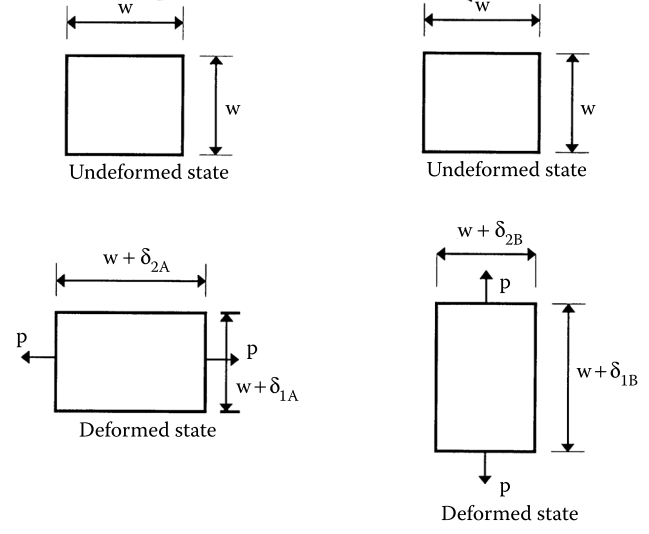 w
w
Undeformed state
w
w
Undeformed state
w + δ2A
p
p
w + δ1A
Deformed state
w + δ2B
p
w + δ1B
p
Deformed state